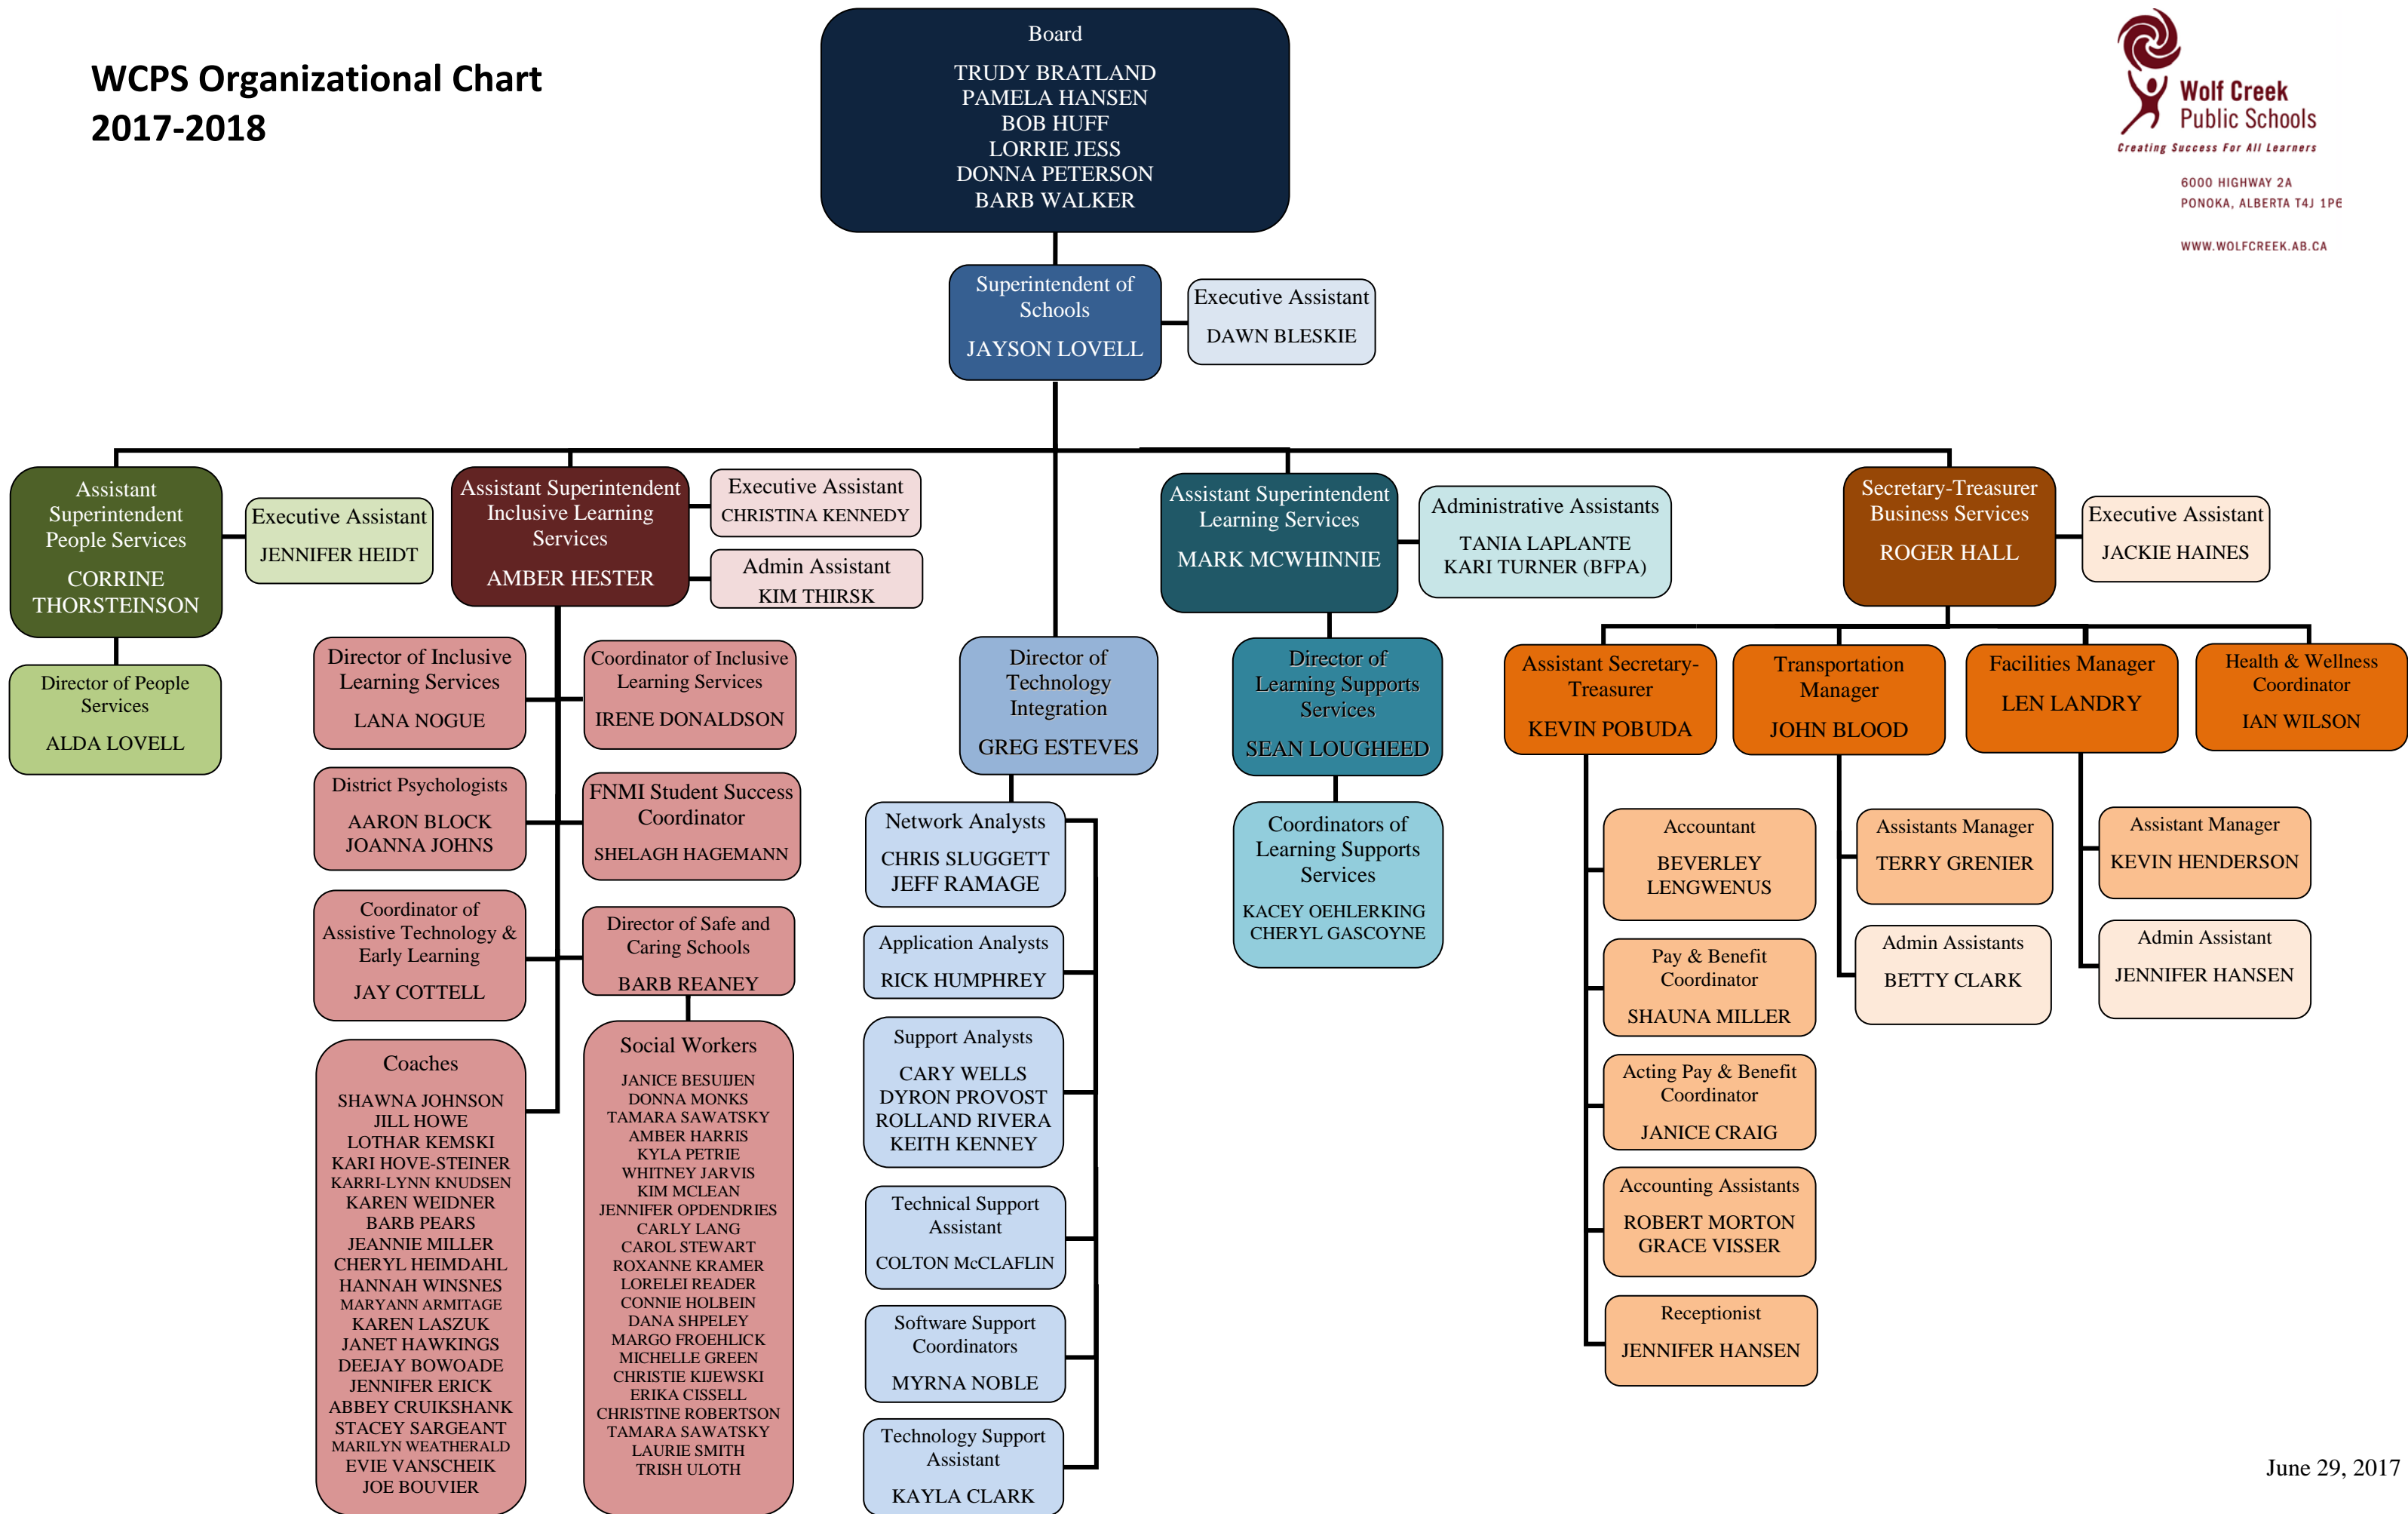 WCPS Organizational Chart
2017-2018
Board
TRUDY BRATLAND
PAMELA HANSEN
BOB HUFF
LORRIE JESS
DONNA PETERSON
BARB WALKER
Wolf Creek
Public Schools
Creating Success For All Learners
6000 HIGHWAY 2A
PONOKA, ALBERTA T4J 1P6
WWW.WOLFCREEK.AB.CA
Superintendent of
Schools
JAYSON LOVELL
Executive Assistant
DAWN BLESKIE
Assistant
Superintendent
People Services
CORRINE
THORSTEINSON
Executive Assistant
JENNIFER HEIDT
Director of People
Services
ALDA LOVELL
Assistant Superintendent
Inclusive Learning
Services
AMBER HESTER
Executive Assistant
CHRISTINA KENNEDY
Admin Assistant
KIM THIRSK
Director of Inclusive
Learning Services
LANA NOGUE
Coordinator of Inclusive
Learning Services
IRENE DONALDSON
District Psychologists
AARON BLOCK
JOANNA JOHNS
FNMI Student Success
Coordinator
SHELAGH HAGEMANN
Coordinator of
Assistive Technology &
Early Learning
JAY COTTELL
Director of Safe and
Caring Schools
BARB REANEY
Coaches
SHAWNA JOHNSON
JILL HOWE
LOTHAR KEMSKI
KARI HOVE-STEINER
KARRI-LYNN KNUDSEN
KAREN WEIDNER
BARB PEARS
JEANNIE MILLER
CHERYL HEIMDAHL
HANNAH WINSNES
MARYANN ARMITAGE
KAREN LASZUK
JANET HAWKINGS
DEEJAY BOWOADE
JENNIFER ERICK
ABBEY CRUIKSHANK
STACEY SARGEANT
MARILYN WEATHERALD
EVIE VANSCHEIK
JOE BOUVIER
Social Workers
JANICE BESUIJEN
DONNA MONKS
TAMARA SAWATSKY
AMBER HARRIS
KYLA PETRIE
WHITNEY JARVIS
KIM MCLEAN
JENNIFER OPDENDRIES
CARLY LANG
CAROL STEWART
ROXANNE KRAMER
LORELEI READER
CONNIE HOLBEIN
DANA SHPELEY
MARGO FROEHLICK
MICHELLE GREEN
CHRISTIE KIJEWSKI
ERIKA CISSELL
CHRISTINE ROBERTSON
TAMARA SAWATSKY
LAURIE SMITH
TRISH ULOTH
Director of
Technology
Integration
GREG ESTEVES
Network Analysts
CHRIS SLUGGETT
JEFF RAMAGE
Application Analysts
RICK HUMPHREY
Support Analysts
CARY WELLS
DYRON PROVOST
ROLLAND RIVERA
KEITH KENNEY
Technical Support
Assistant
COLTON McCLAFLIN
Software Support
Coordinators
MYRNA NOBLE
Technology Support
Assistant
KAYLA CLARK
Assistant Superintendent
Learning Services
MARK MCWHINNIE
Administrative Assistants
TANIA LAPLANTE
KARI TURNER (BFPA)
Director of
Learning Supports
Services
SEAN LOUGHEED
Coordinators of
Learning Supports
Services
KACEY OEHLERKING
CHERYL GASCOYNE
Secretary-Treasurer
Business Services
ROGER HALL
Executive Assistant
JACKIE HAINES
Assistant Secretary-
Treasurer
KEVIN POBUDA
Transportation
Manager
JOHN BLOOD
Facilities Manager
LEN LANDRY
Health & Wellness
Coordinator
IAN WILSON
Accountant
BEVERLEY
LENGWENUS
Pay & Benefit
Coordinator
SHAUNA MILLER
Acting Pay & Benefit
Coordinator
JANICE CRAIG
Accounting Assistants
ROBERT MORTON
GRACE VISSER
Receptionist
JENNIFER HANSEN
Assistants Manager
TERRY GRENIER
Admin Assistants
BETTY CLARK
Assistant Manager
KEVIN HENDERSON
Admin Assistant
JENNIFER HANSEN
June 29, 2017